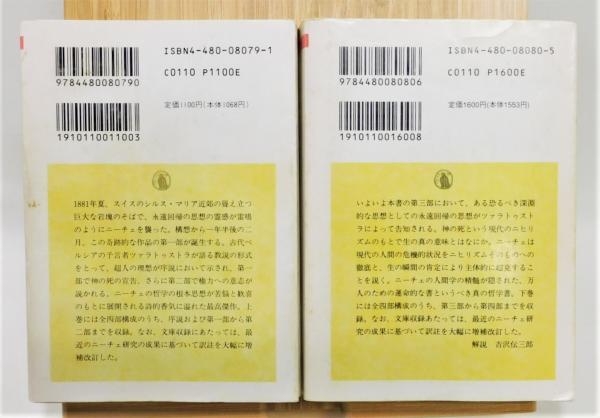 ISBN4-480-08079-1
C0110 P1100E
9784480080790
定価1100円(本体1068円)
1910110011003
1881年夏、スイスのシルス・マリア近郊の聳え立つ
巨大な岩塊のそばで、永遠回帰の思想の霊感が雷鳴
のようにニーチェを襲った。構想から一年半後の二
月、この奇跡的な作品の第一部が誕生する。古代ペ
ルシアの予言者ツァラトゥストラが語る教説の形式
をとって、超人の理想が序説において示され、第一
部で神の死の宣告、さらに第二部で権力への意志が
説かれる。ニーチェの哲学の根本思想が苦悩と歓喜
のもとに展開される詩的香気に溢れた最高傑作。上
巻には全四部構成のうち、序説および第一部から第
二部までを収録。なお、文庫収録にあたっては、最
近のニーチェ研究の成果に基づいて訳註を大幅に増
補改訂した。
ISBN4-480-08080-5
C0110 P1600E
9784480080806
定価1600円(本体1553円)
1910110016008
いよいよ本書の第三部において、ある恐るべき深淵
的な思想としての永遠回帰の思想がツァラトゥスト
ラによって告知される。神の死という現代のニヒリ
ズムのもとで生の真の意味とはなにか。ニーチェは
現代の人間の危機的状況をニヒリズムそのものへの
徹底と、生の瞬間の肯定により主体的に超克するこ
とを説く。ニーチェの人間学の精髄が隠された、万
人のための運命的な書というべき真の哲学書。下巻
には全四部構成のうち、第三部から第四部までを収
録。なお、文庫収録にあたっては、最近のニーチェ研
究の成果に基づいて訳註を大幅に増補改訂した。
解説 吉沢伝三郎